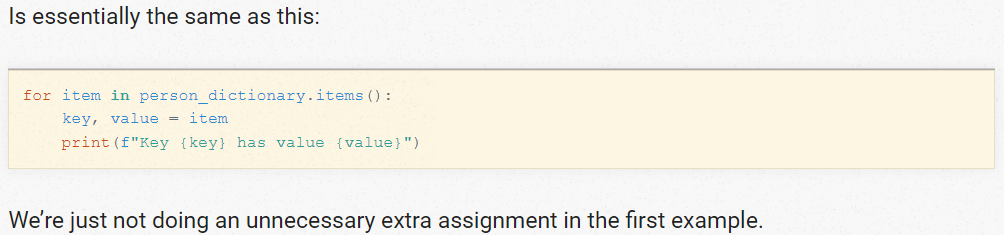 Is essentially the same as this:
for item in person_dictionary.items():
    key, value = item
    print(f"Key {key} has value {value}")
We’re just not doing an unnecessary extra assignment in the first example.